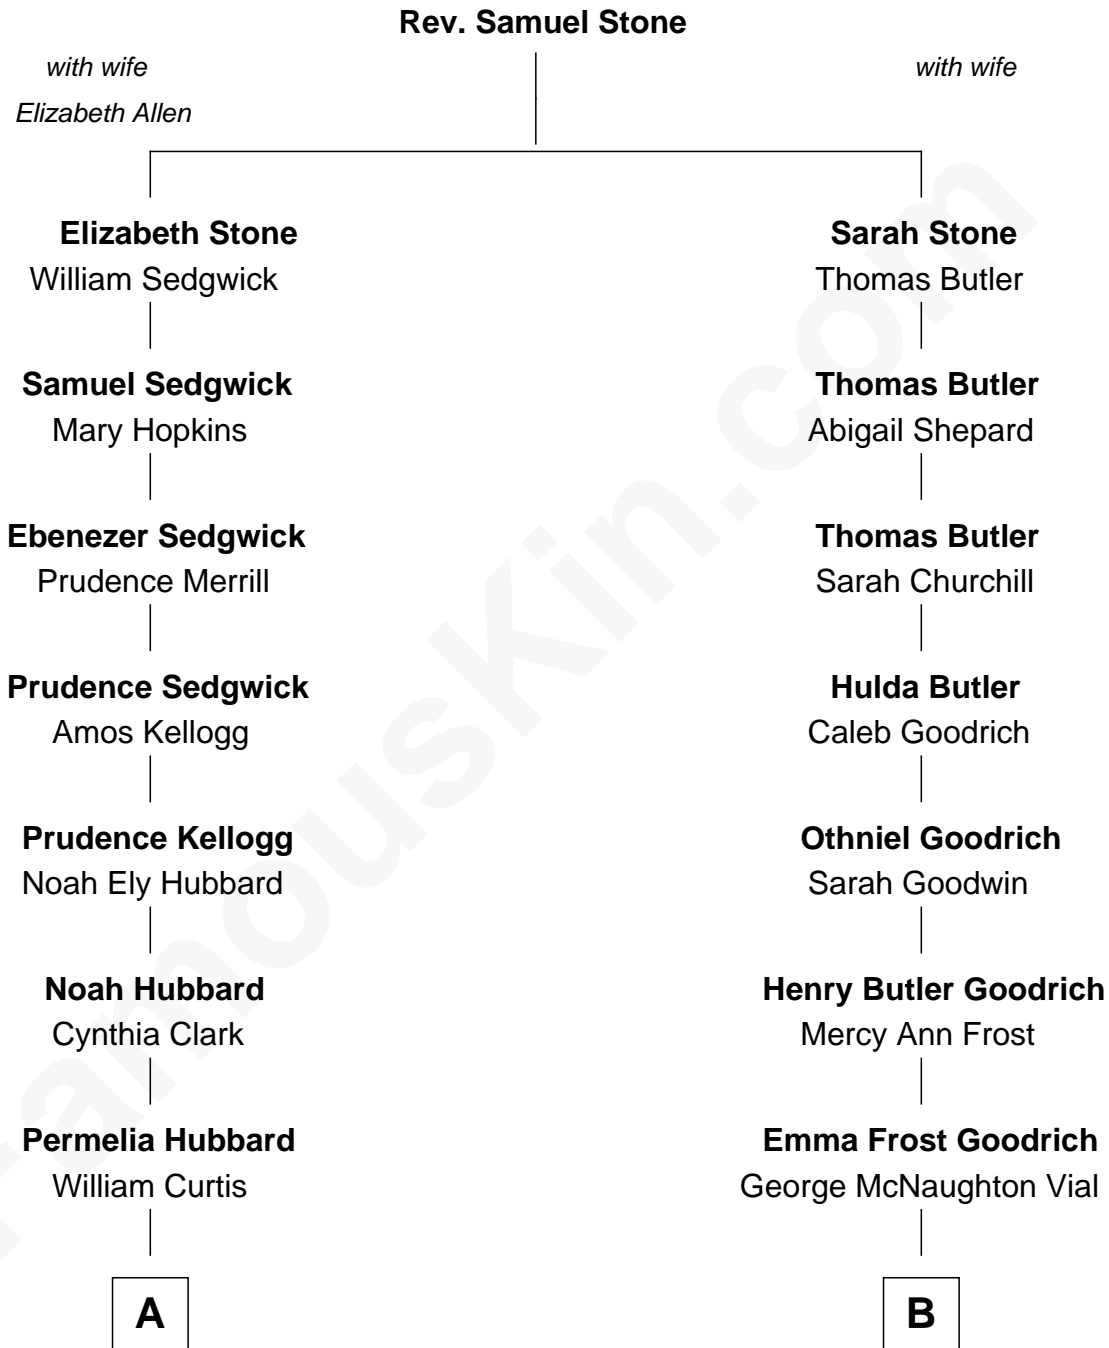 Rev. Samuel Stone
with wife
Elizabeth Allen
with wife
Elizabeth Stone
William Sedgwick
Samuel Sedgwick
Mary Hopkins
Ebenezer Sedgwick
Prudence Merrill
Prudence Sedgwick
Amos Kellogg
Prudence Kellogg
Noah Ely Hubbard
Noah Hubbard
Cynthia Clark
Permelia Hubbard
William Curtis
A
Sarah Stone
Thomas Butler
Thomas Butler
Abigail Shepard
Thomas Butler
Sarah Churchill
Hulda Butler
Caleb Goodrich
Othniel Goodrich
Sarah Goodwin
Henry Butler Goodrich
Mercy Ann Frost
Emma Frost Goodrich
George McNaughton Vial
B
FamousKin.com